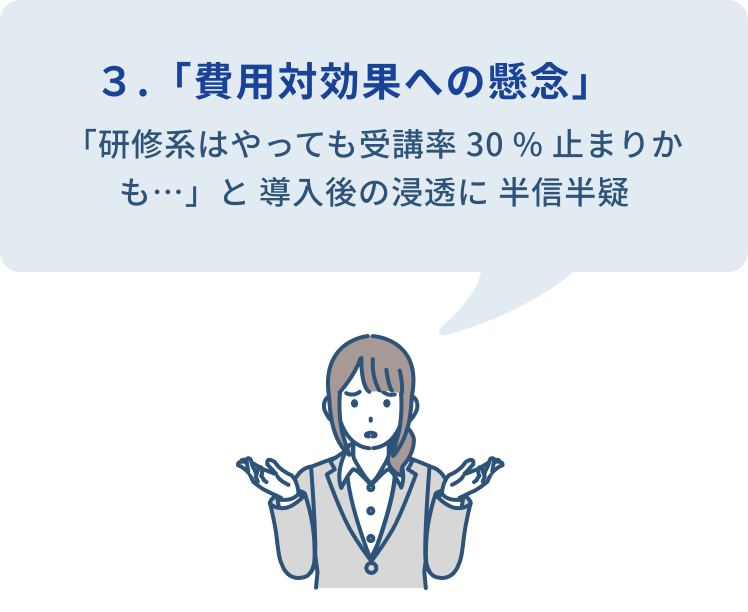 ３.「費用対効果への懸念」
「研修系はやっても受講率 30 % 止まりか
も…」と 導入後の浸透に 半信半疑